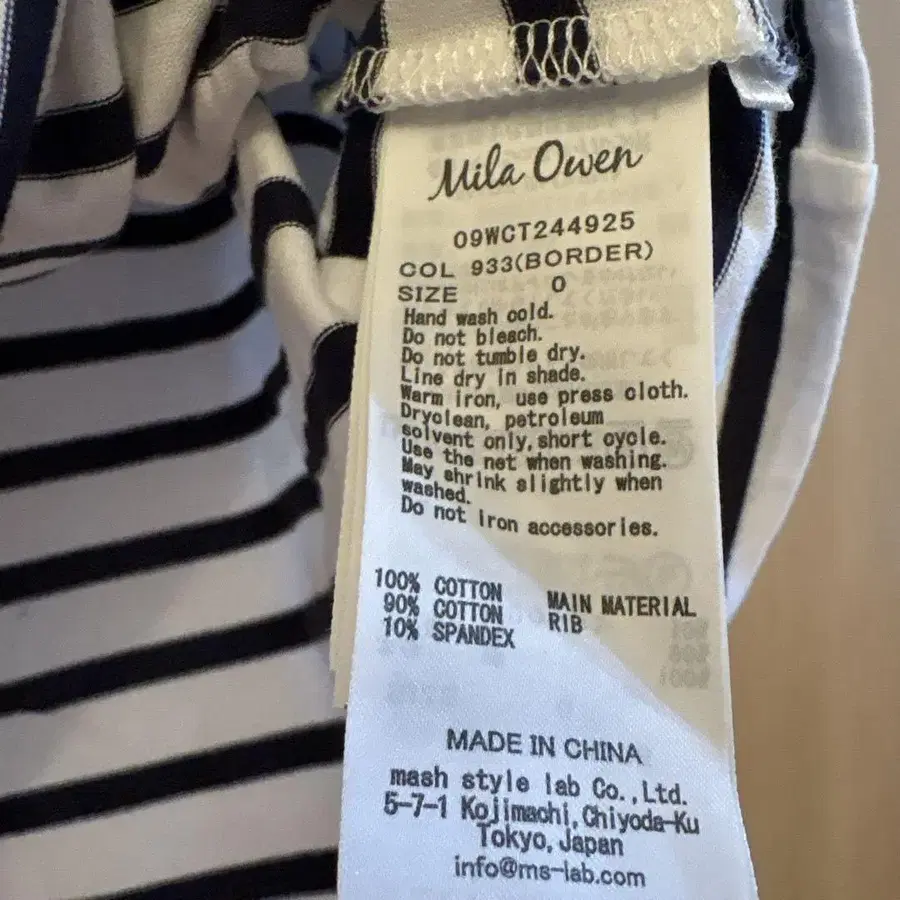 Mila Owen
09WCT244925
COL 933(BORDER)
SIZE 0
Hand wash cold.
Do not bleach.
Do not tumble dry.
Line dry in shade.
Warm iron, use press cloth.
Dryclean, petroleum
solvent only,short cycle.
Use the net when washing.
May shrink slightly when
washed.
Do not iron accessories.
100% COTTON MAIN MATERIAL
90% COTTON RIB
10% SPANDEX
MADE IN CHINA
mash style lab Co.,Ltd.
5-7-1 Kojimachi,Chiyoda-Ku
Tokyo,Japan
info@ms-lab.com